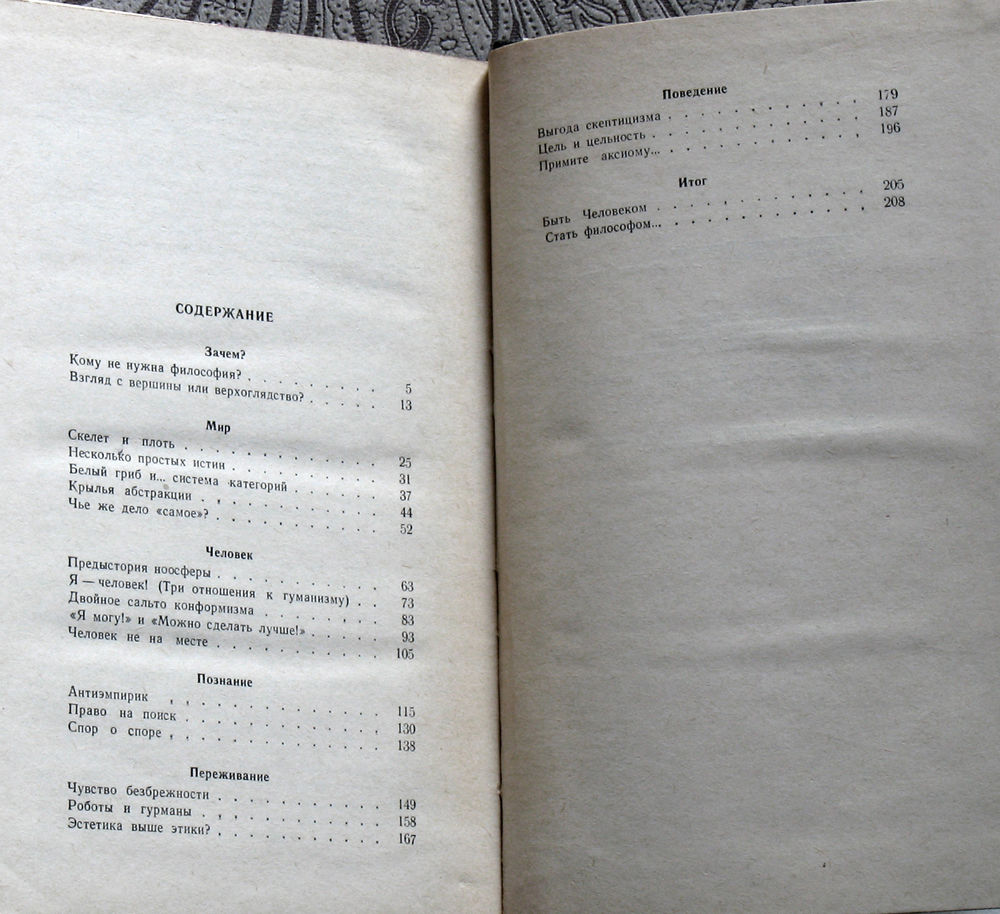 СОДЕРЖАНИЕ
Зачем?
Кому не нужна философия? . . . . . . . . 5
Взгляд с вершины или верхоглядство? . . . . . 13
Мир
Скелет и плоть . . . . . . . . . . . . 25
Несколько простых истин . . . . . . . . . 31
Белый гриб и... система категорий . . . . . . 37
Крылья абстракции . . . . . . . . . . . 44
Чье же дело «самое»? . . . . . . . . . . 52
Человек
Предыстория ноосферы . . . . . . . . . . 63
Я — человек! (Три отношения к гуманизму) . . 73
Двойное сальто конформизма . . . . . . . . 83
«Я могу!» и «Можно сделать лучше!» . . . . . 93
Человек не на месте . . . . . . . . . . 105
Познание
Антиэмпирик . . . . . . . . . . . . . 115
Право на поиск . . . . . . . . . . . . 130
Спор о споре . . . . . . . . . . . . . 138
Переживание
Чувство безбрежности . . . . . . . . . . 149
Роботы и гурманы . . . . . . . . . . . 158
Эстетика выше этики? . . . . . . . . . . 167
Поведение
Выгода скептицизма . . . . . . . . . . 179
Цель и цельность . . . . . . . . . . . 187
Примите аксиому... . . . . . . . . . . . 196
Итог
Быть Человеком . . . . . . . . . . . 205
Стать философом... . . . . . . . . . . . 208